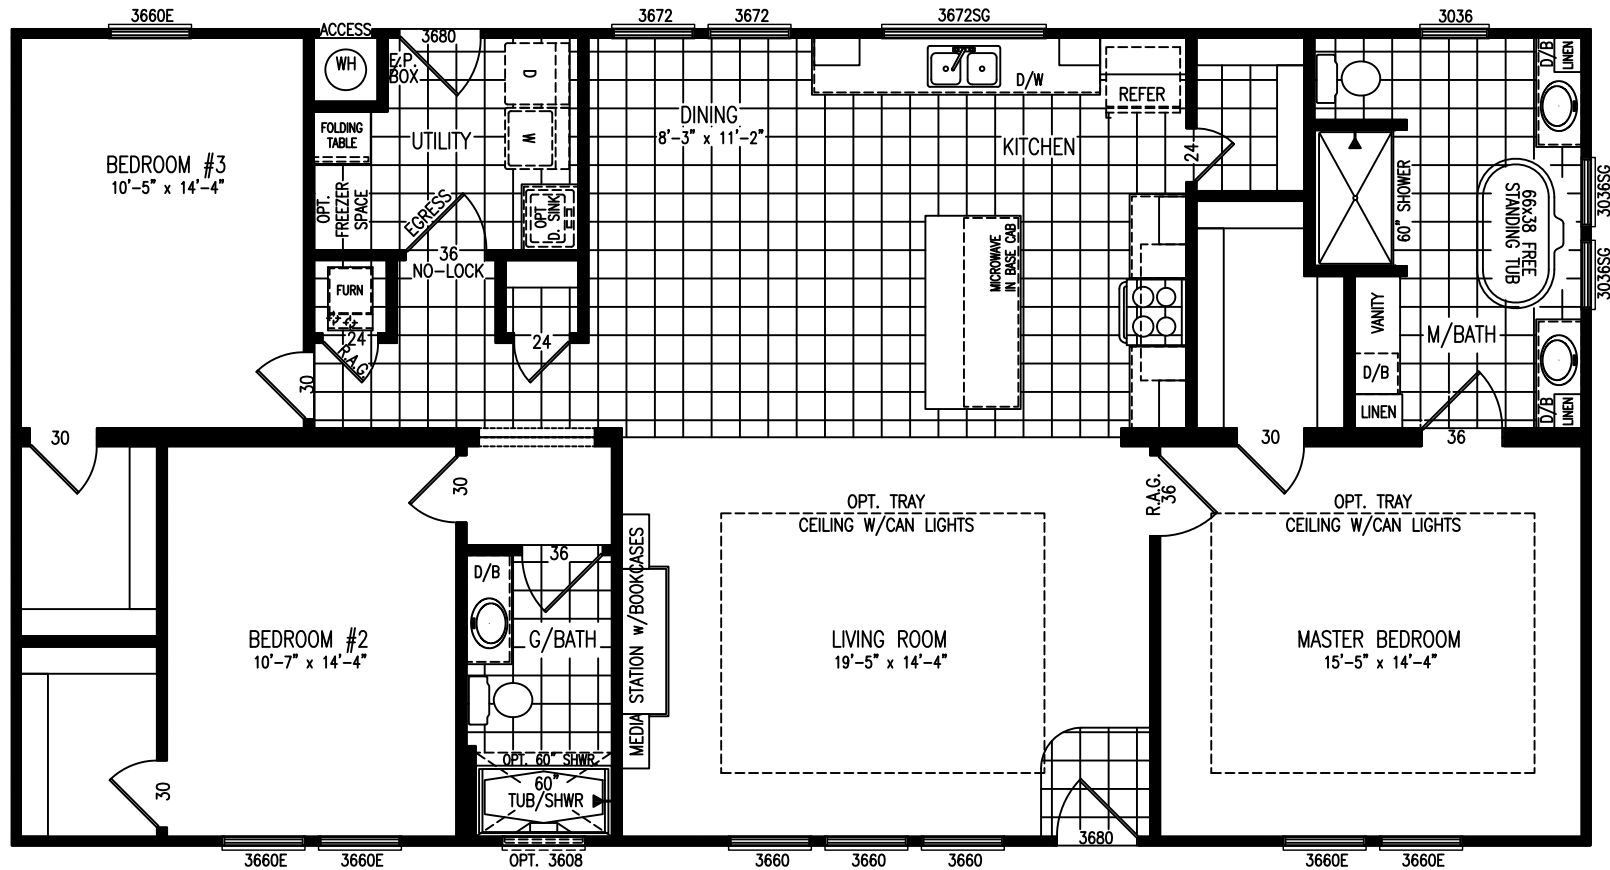 3660E
3672
3672
3672SG
3036
ACCESS
3680
WH
E.P.
BOX
D
W
D/W
REFER
D/B
LINEN
FOLDING
TABLE
UTILITY
DINING
8'-3" x 11'-2"
KITCHEN
24
BEDROOM #3
10'-5" x 14'-4"
OPT.
FREEZER
SPACE
EGRESS
OPT
D. SINK
36
NO-LOCK
MICROWAVE
IN BASE CAB
60" SHOWER
66x38 FREE
STANDING TUB
3036SG
3036SG
FURN
24
R.A.G.
24
30
VANITY
M/BATH
D/B
LINEN
D/B
LINEN
30
30
36
30
R.A.G.
36
OPT. TRAY
CEILING W/CAN LIGHTS
OPT. TRAY
CEILING W/CAN LIGHTS
36
D/B
G/BATH
MEDIA STATION w/BOOKCASES
BEDROOM #2
10'-7" x 14'-4"
LIVING ROOM
19'-5" x 14'-4"
MASTER BEDROOM
15'-5" x 14'-4"
OPT. 60" SHWR
60"
TUB/SHWR
30
3680
3660E
3660E
OPT. 3608
3660
3660
3660
3660E
3660E